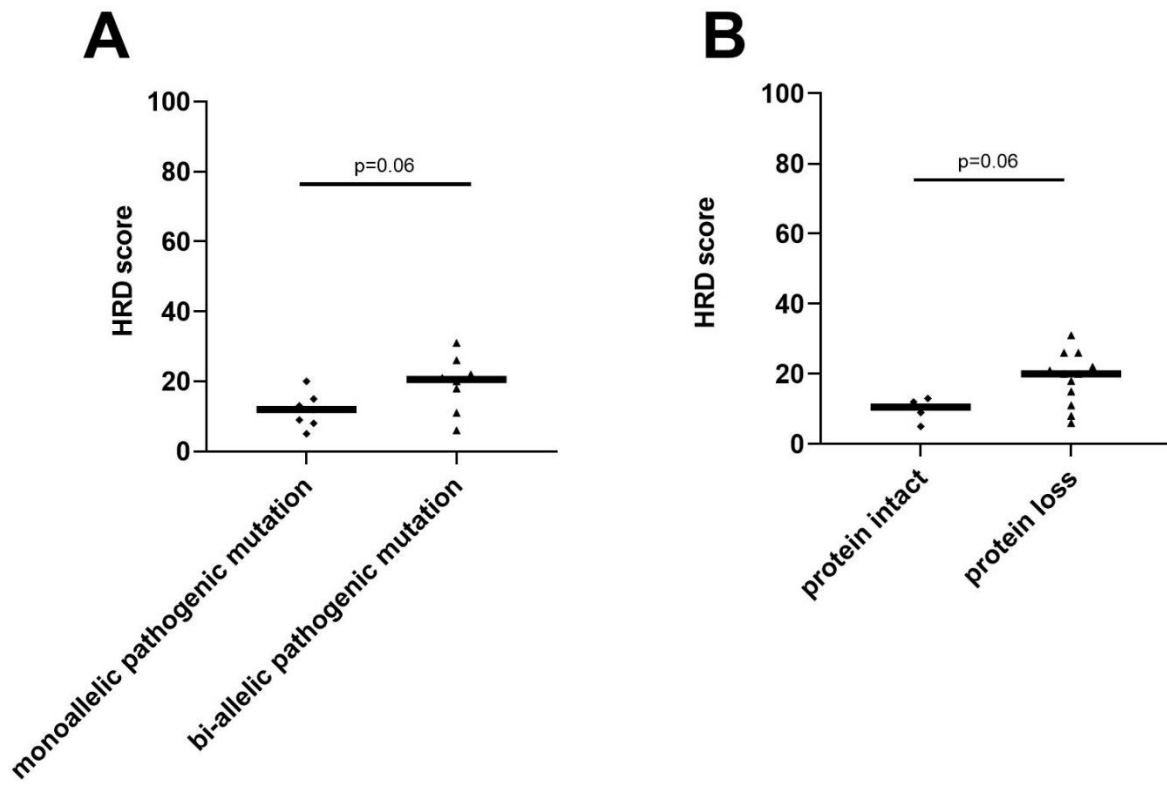 A
100
80
60
40
20
0
HRD score
p=0.06
monoallelic pathogenic mutation
bi-allelic pathogenic mutation
B
100
80
60
40
20
0
HRD score
p=0.06
protein intact
protein loss